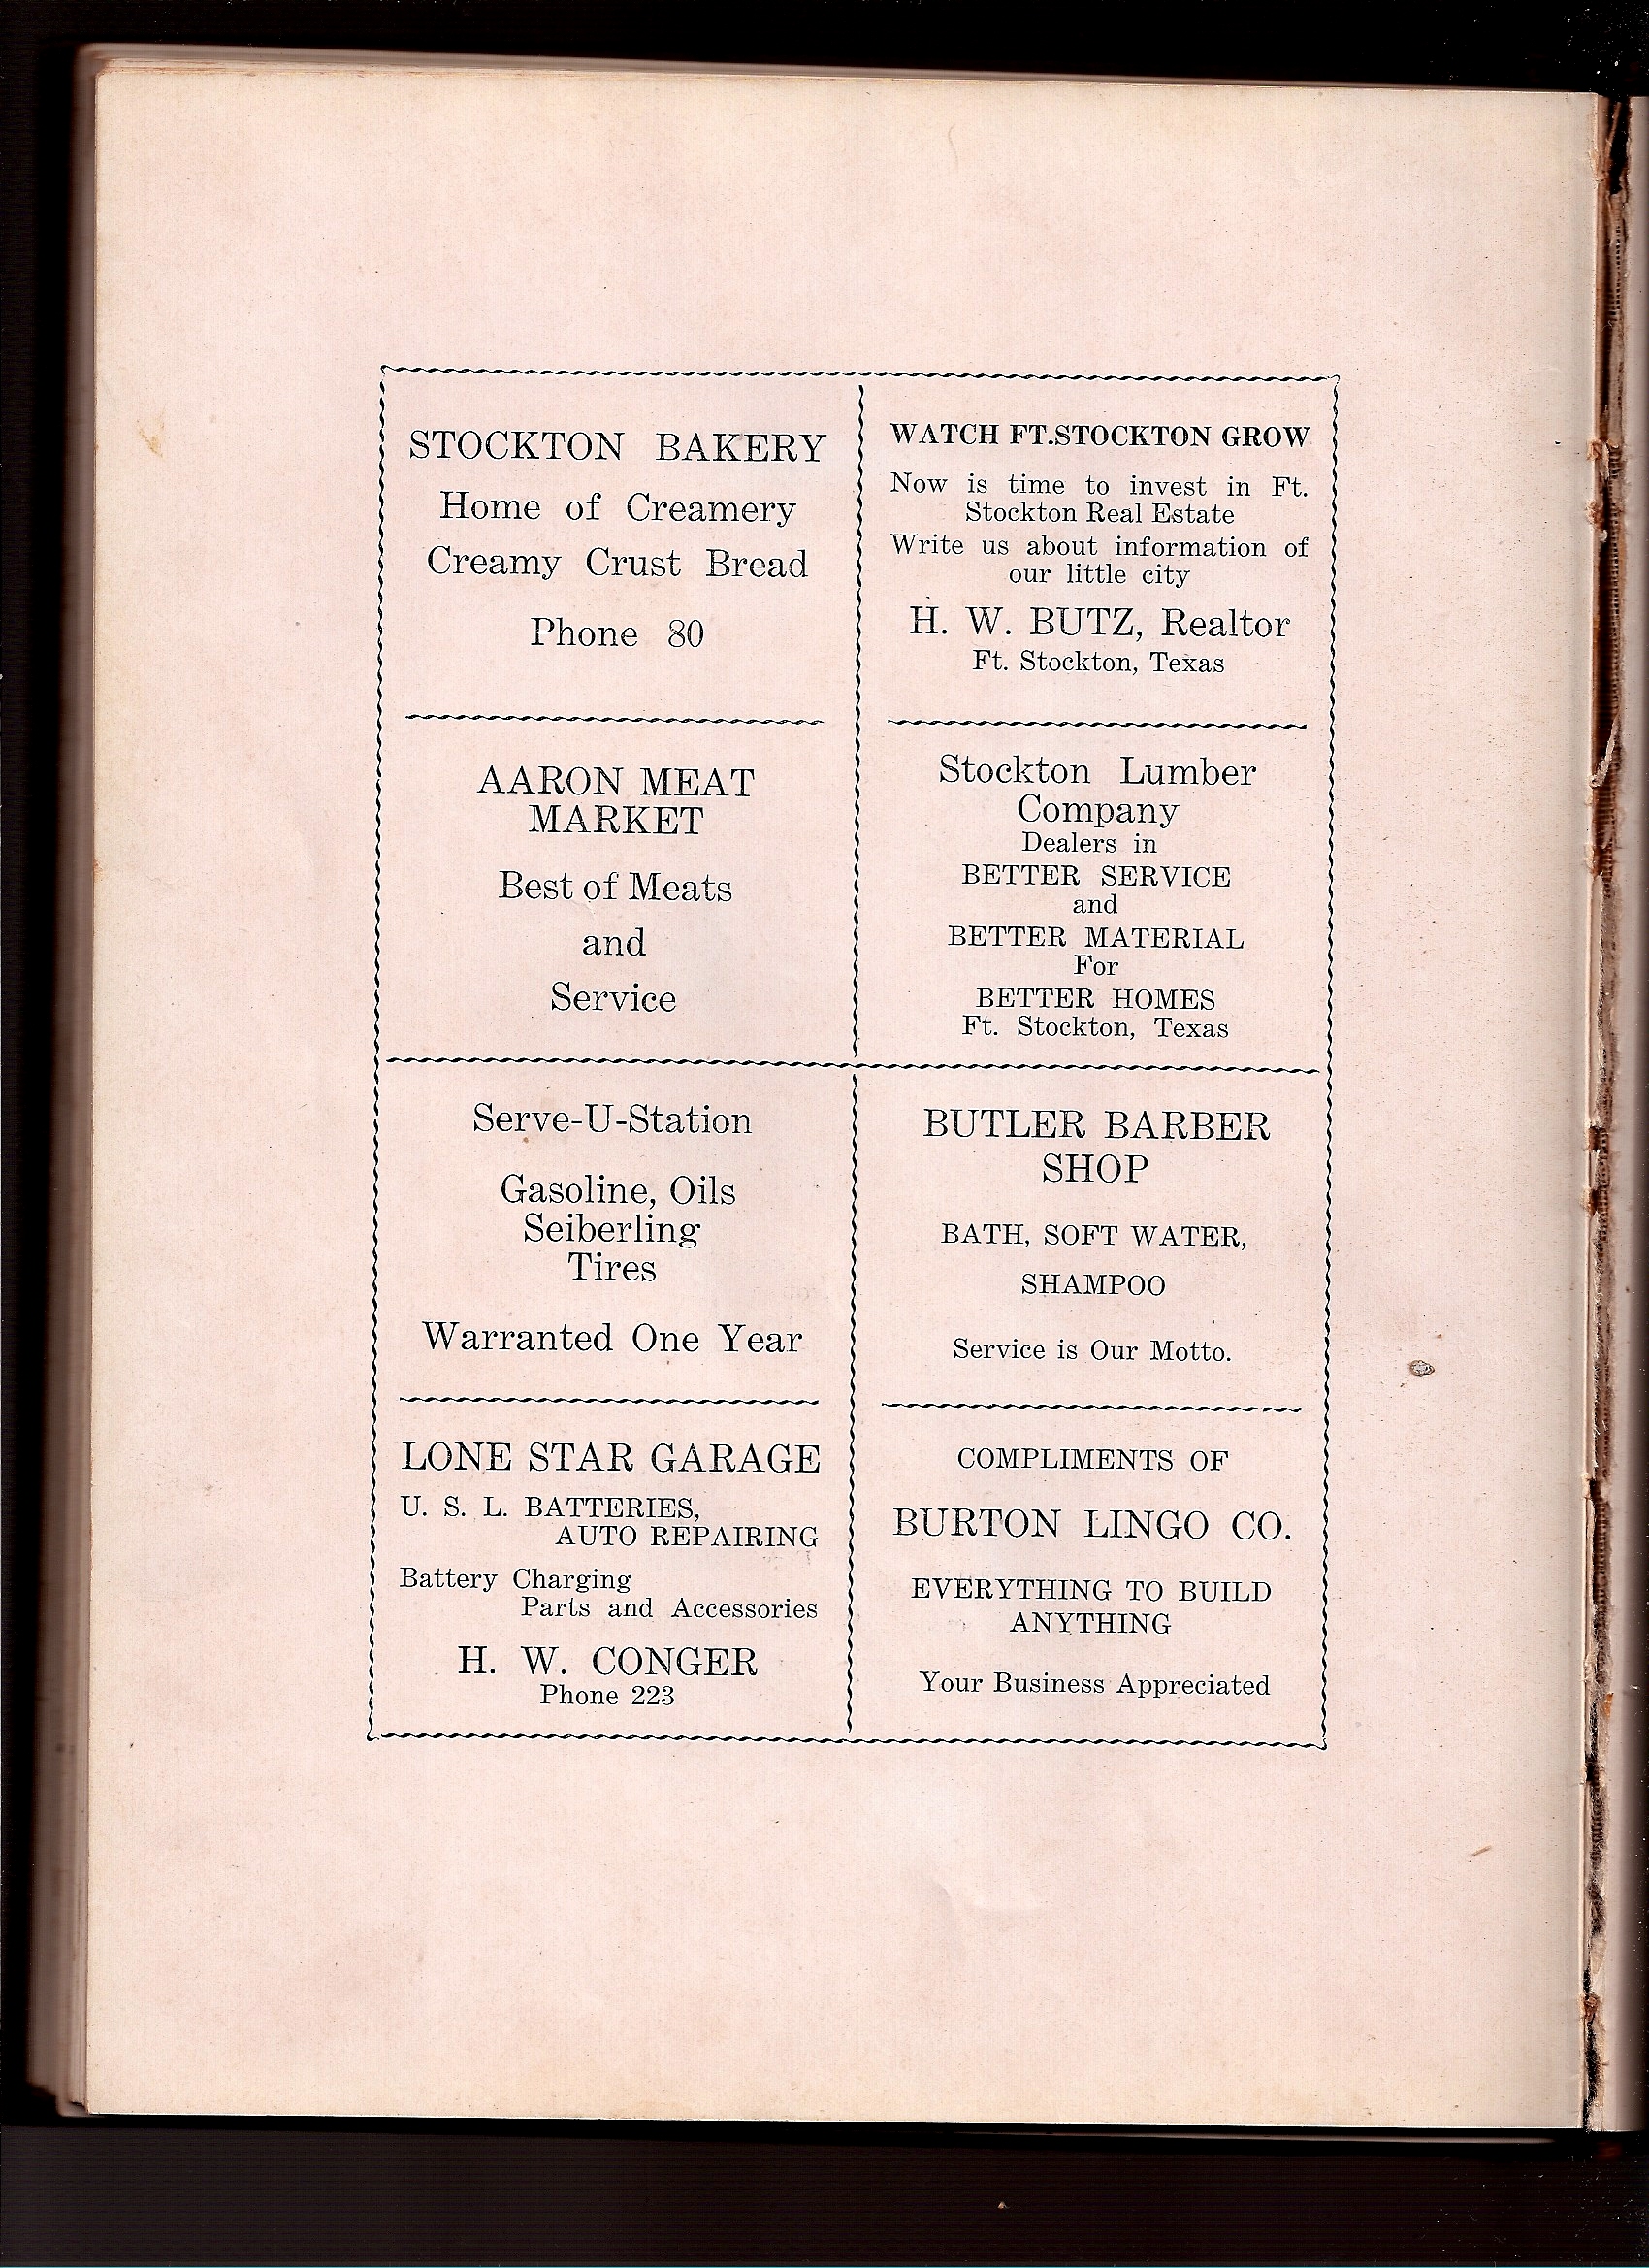 STOCKTON BAKERY
Home of Creamery
Creamy Crust Bread
Phone 80
WATCH FT.STOCKTON GROW
Now is time to invest in Ft.
Stockton Real Estate
Write us about information of
our little city
H. W. BUTZ, Realtor
Ft. Stockton, Texas
AARON MEAT
MARKET
Best of Meats
and
Service
Stockton Lumber
Company
Dealers in
BETTER SERVICE
and
BETTER MATERIAL
For
BETTER HOMES
Ft. Stockton, Texas
Serve-U-Station
Gasoline, Oils
Seiberling
Tires
Warranted One Year
BUTLER BARBER
SHOP
BATH, SOFT WATER,
SHAMPOO
Service is Our Motto.
LONE STAR GARAGE
U. S. L. BATTERIES,
AUTO REPAIRING
Battery Charging
Parts and Accessories
H. W. CONGER
Phone 223
COMPLIMENTS OF
BURTON LINGO CO.
EVERYTHING TO BUILD
ANYTHING
Your Business Appreciated